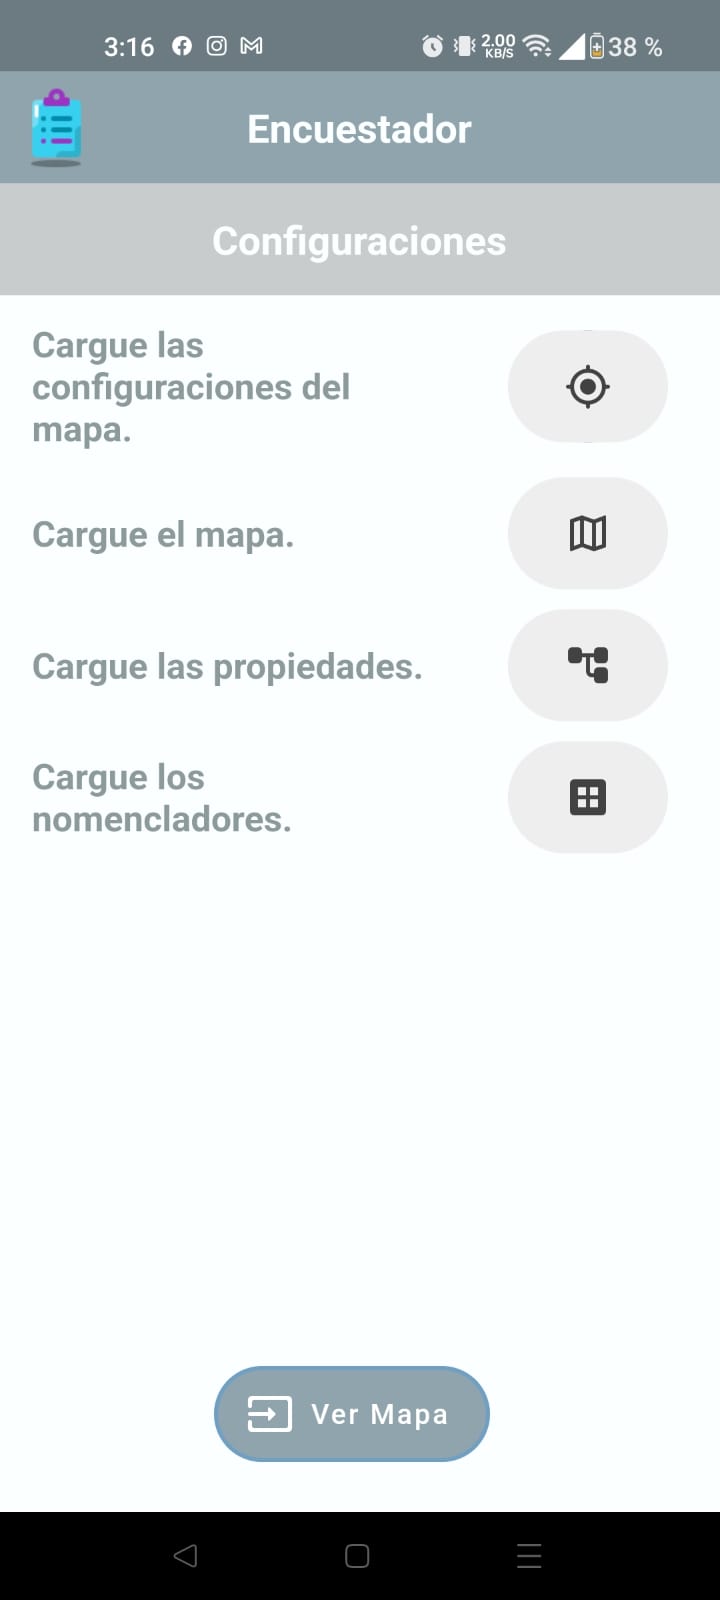 3:16 2.00 KB/S 38 %
Encuestador
Configuraciones
Cargue las
configuraciones del
mapa.
Cargue el mapa.
Cargue las propiedades.
Cargue los
nomencladores.
Ver Mapa